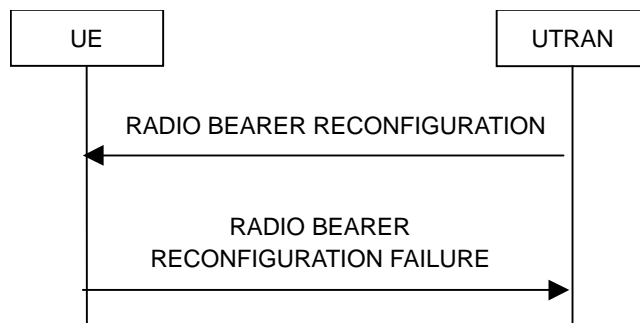 UE
UTRAN
RADIO BEARER RECONFIGURATION
RADIO BEARER
RECONFIGURATION FAILURE